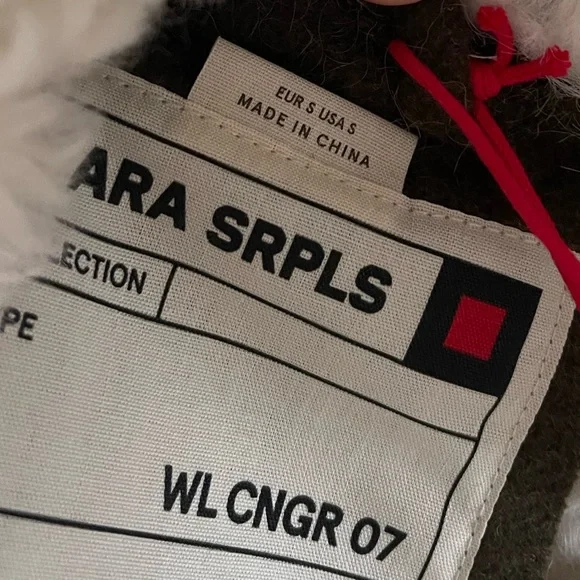 EUR S USA S
MADE IN CHINA
ARA SRPLS
LECTION
PE
WL CNGR 07